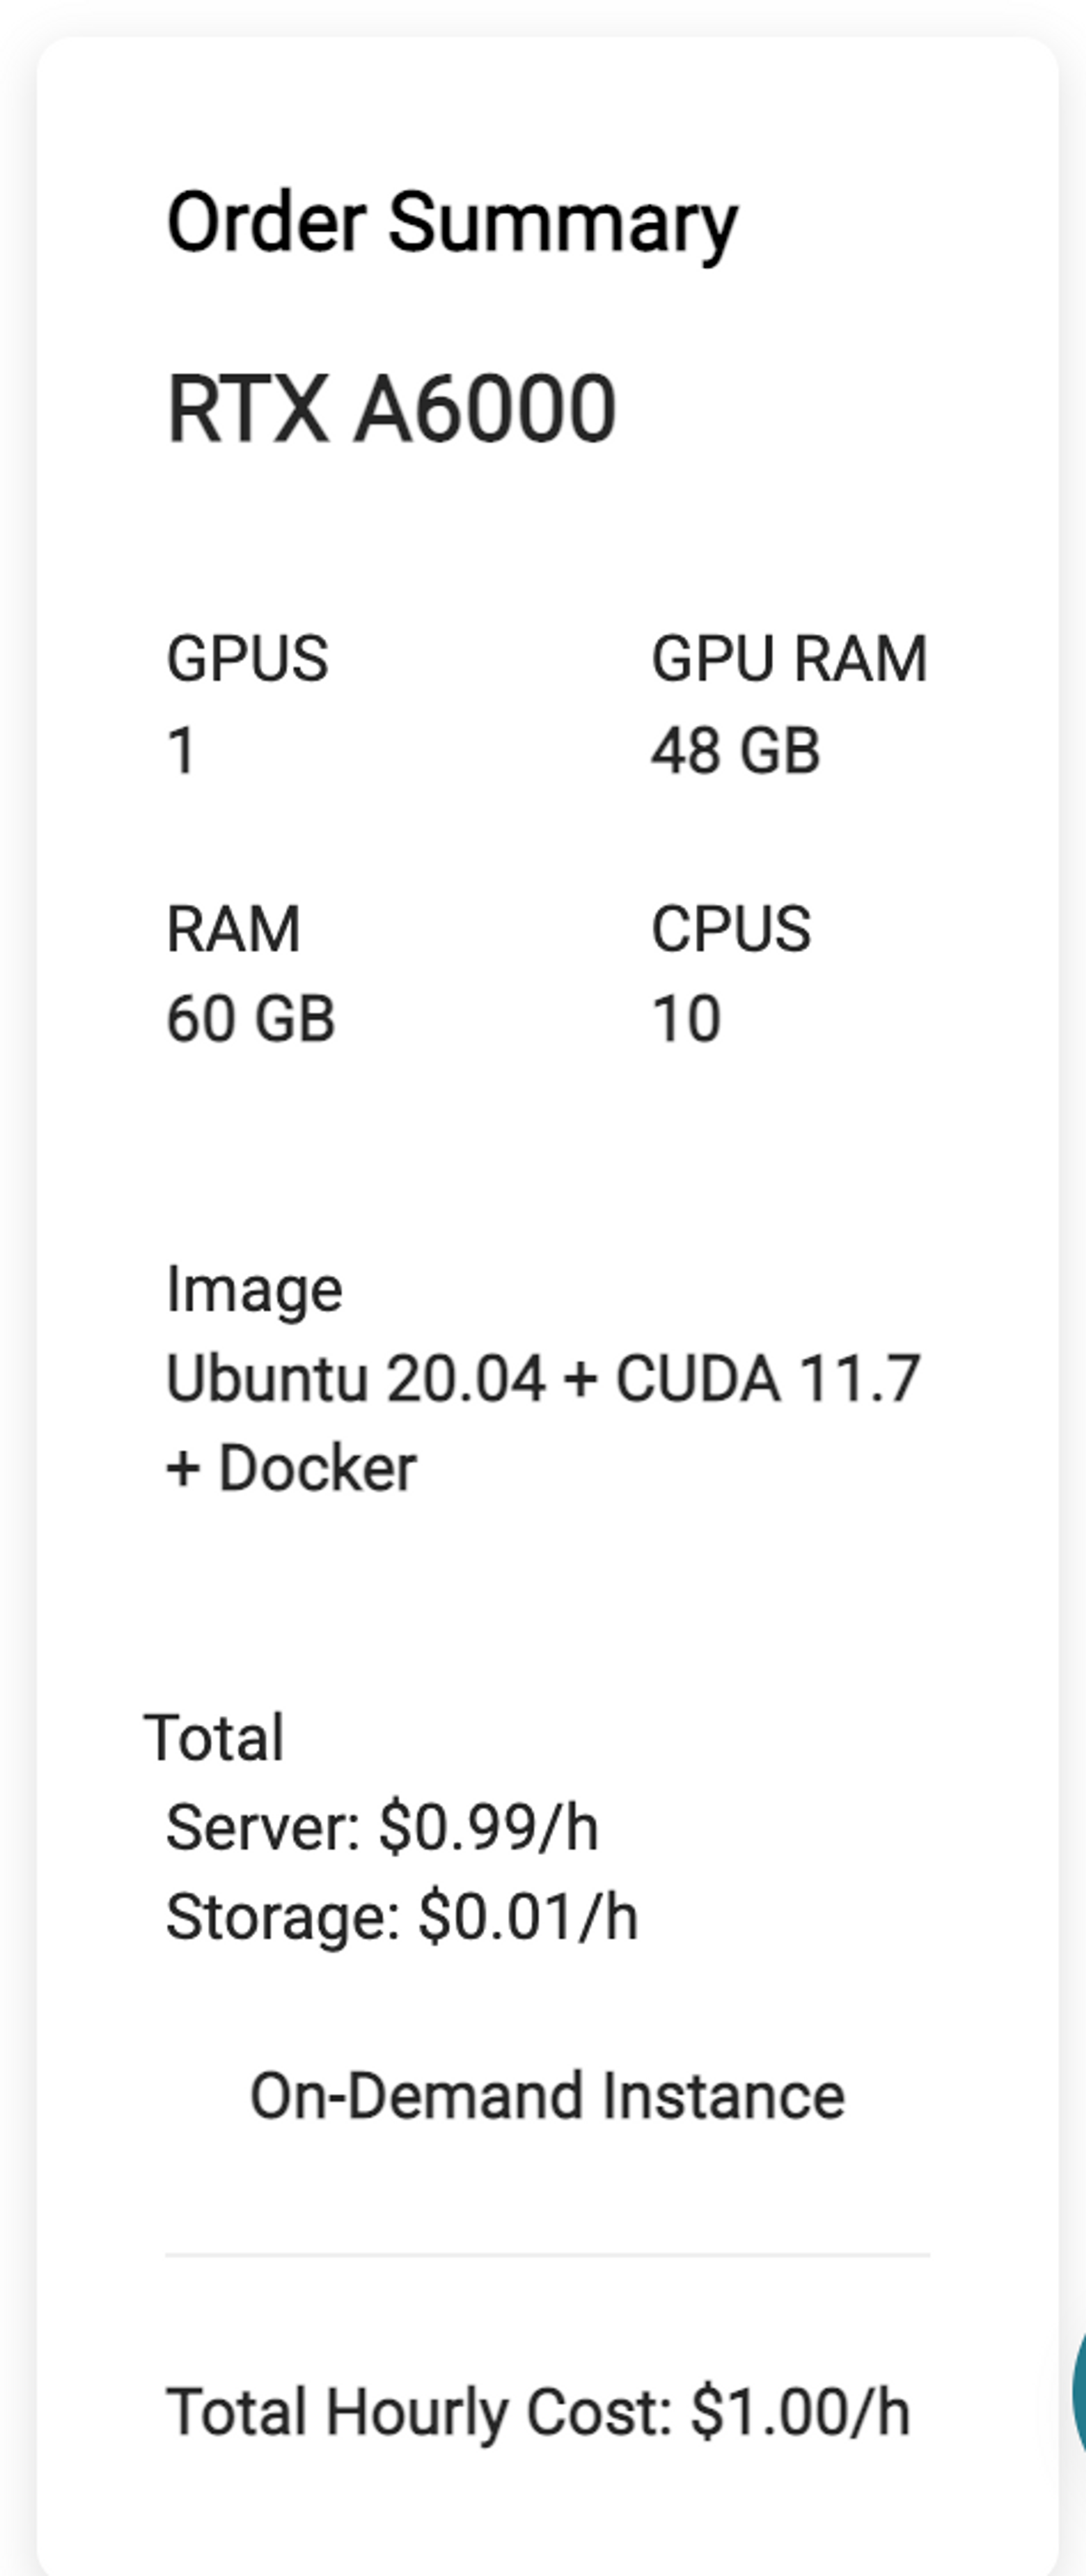 Order Summary
RTX A6000
GPUS
1
GPU RAM
48 GB
RAM
60 GB
CPUS
10
Image
Ubuntu 20.04 + CUDA 11.7
+ Docker
Total
Server: $0.99/h
Storage: $0.01/h
On-Demand Instance
Total Hourly Cost: $1.00/h